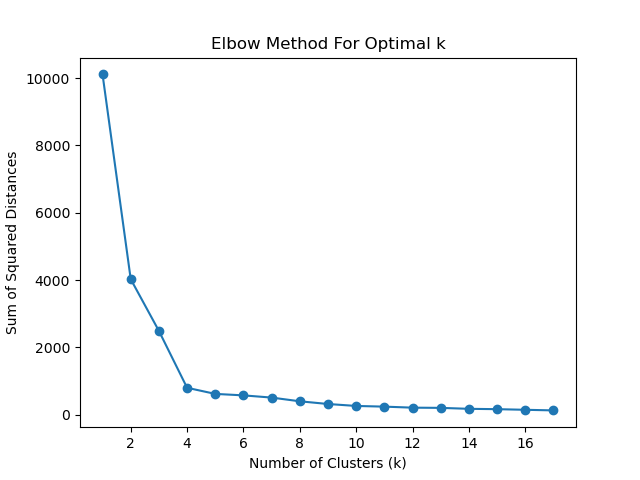 Elbow Method For Optimal k
10000
8000
6000
4000
2000
0
Sum of Squared Distances
2 4 6 8 10 12 14 16
Number of Clusters (k)